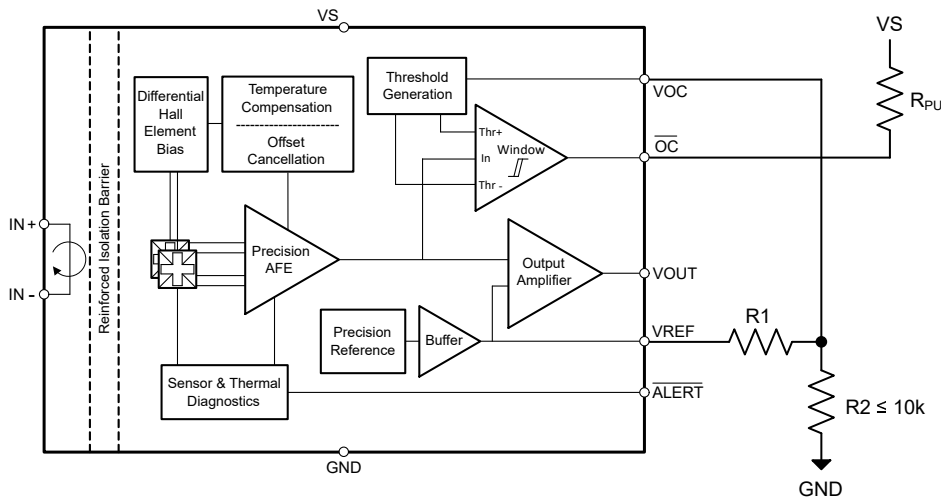 VS
VS
Differential
Hall
Element
Bias
Temperature
Compensation
Offset
Cancellation
Threshold
Generation
VOC
RPU
Thr+
Window
In
Thr -
OC
Reinforced Isolation Barrier
IN +
IN -
Precision
AFE
Output
Amplifier
VOUT
Precision
Reference
Buffer
VREF
R1
Sensor & Thermal
Diagnostics
ALERT
R2 ≤ 10k
GND
GND